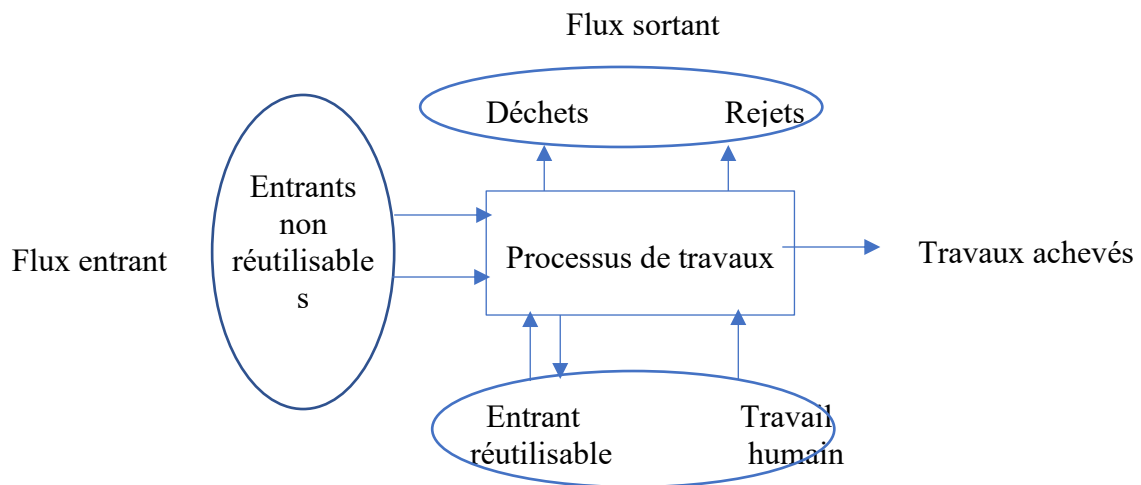 Flux sortant
Déchets
Rejets
Entrants
non
réutilisable
s
Flux entrant
Processus de travaux
Travaux achevés
Entrant
réutilisable
Travail
humain